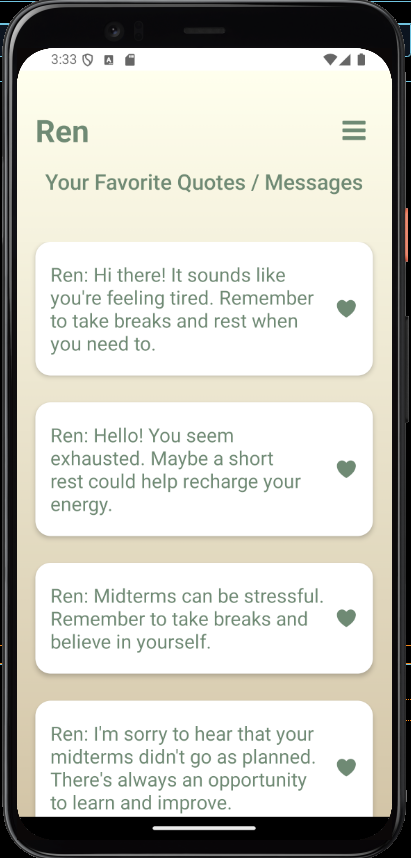 3:33
Ren
Your Favorite Quotes / Messages
Ren: Hi there! It sounds like
you're feeling tired. Remember
to take breaks and rest when
you need to.
Ren: Hello! You seem
exhausted. Maybe a short
rest could help recharge your
energy.
Ren: Midterms can be stressful.
Remember to take breaks and
believe in yourself.
Ren: I'm sorry to hear that your
midterms didn't go as planned.
There's always an opportunity
to learn and improve.